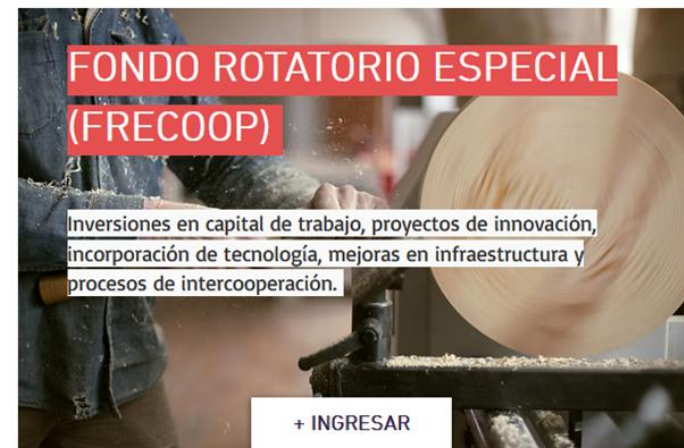 FONDO ROTATORIO ESPECIAL
(FRECOOP)
Inversiones en capital de trabajo, proyectos de innovación,
incorporación de tecnología, mejoras en infraestructura y
procesos de intercooperación.
+ INGRESAR